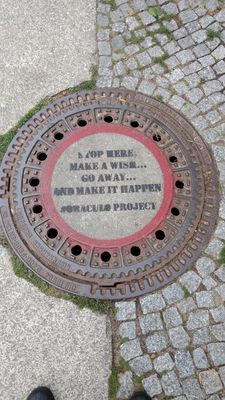 STOP HERE,
MAKE A WISH...
GO AWAY...
AND MAKE IT HAPPEN
#ORACULO PROJECT